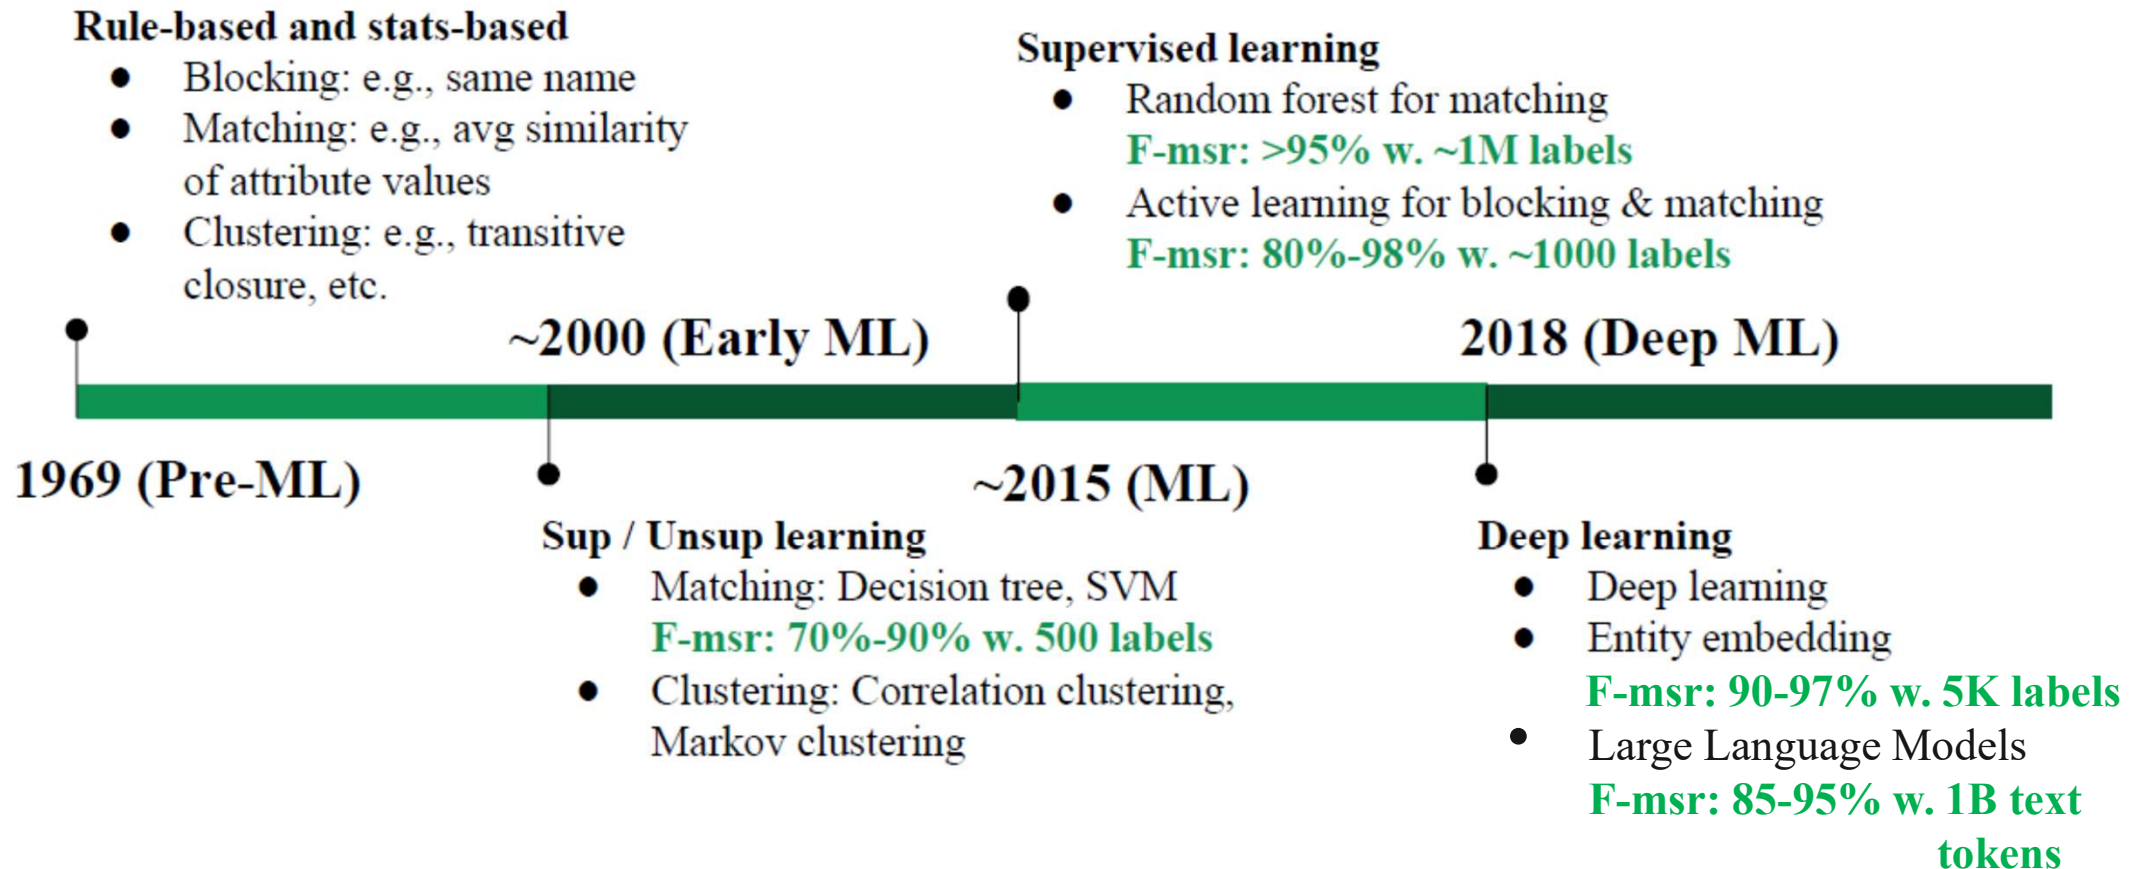 Rule-based and stats-based
● Blocking: e.g., same name
● Matching: e.g., avg similarity
of attribute values
● Clustering: e.g., transitive
closure, etc.
Supervised learning
● Random forest for matching
F-msr: >95% w. ~1M labels
● Active learning for blocking & matching
F-msr: 80%-98% w. ~1000 labels
~2000 (Early ML)
2018 (Deep ML)
1969 (Pre-ML)
~2015 (ML)
Sup / Unsup learning
● Matching: Decision tree, SVM
F-msr: 70%-90% w. 500 labels
● Clustering: Correlation clustering,
Markov clustering
Deep learning
● Deep learning
● Entity embedding
F-msr: 90-97% w. 5K labels
● Large Language Models
F-msr: 85-95% w. 1B text
tokens